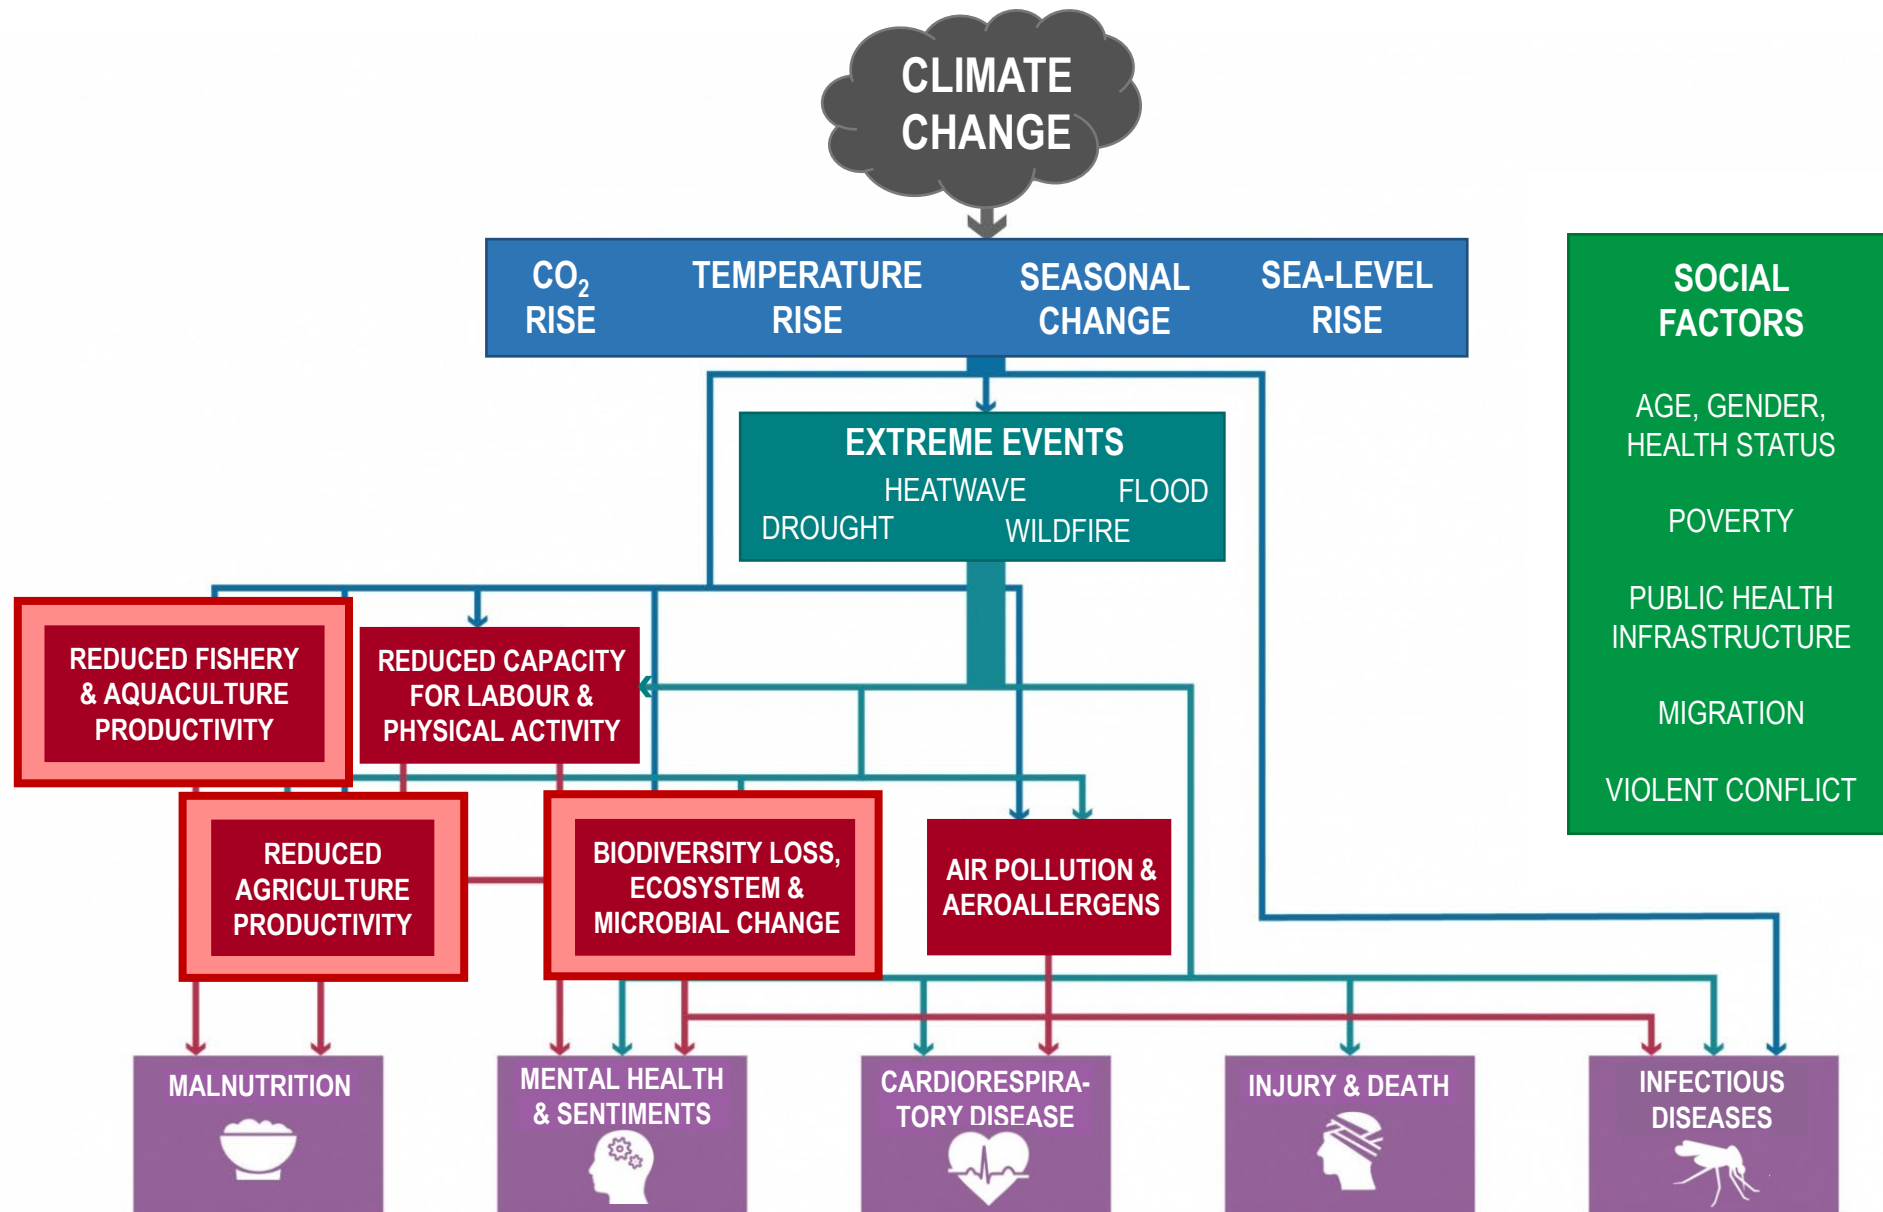 CLIMATE
CHANGE
CO₂
RISE
TEMPERATURE
RISE
SEASONAL
CHANGE
SEA-LEVEL
RISE
SOCIAL
FACTORS
AGE, GENDER,
HEALTH STATUS
POVERTY
PUBLIC HEALTH
INFRASTRUCTURE
MIGRATION
VIOLENT CONFLICT
EXTREME EVENTS
HEATWAVE
FLOOD
DROUGHT
WILDFIRE
REDUCED FISHERY
& AQUACULTURE
PRODUCTIVITY
REDUCED CAPACITY
FOR LABOUR &
PHYSICAL ACTIVITY
REDUCED
AGRICULTURE
PRODUCTIVITY
BIODIVERSITY LOSS,
ECOSYSTEM &
MICROBIAL CHANGE
AIR POLLUTION &
AEROALLERGENS
MALNUTRITION
MENTAL HEALTH
& SENTIMENTS
CARDIORESPIRA-
TORY DISEASE
INJURY & DEATH
INFECTIOUS
DISEASES